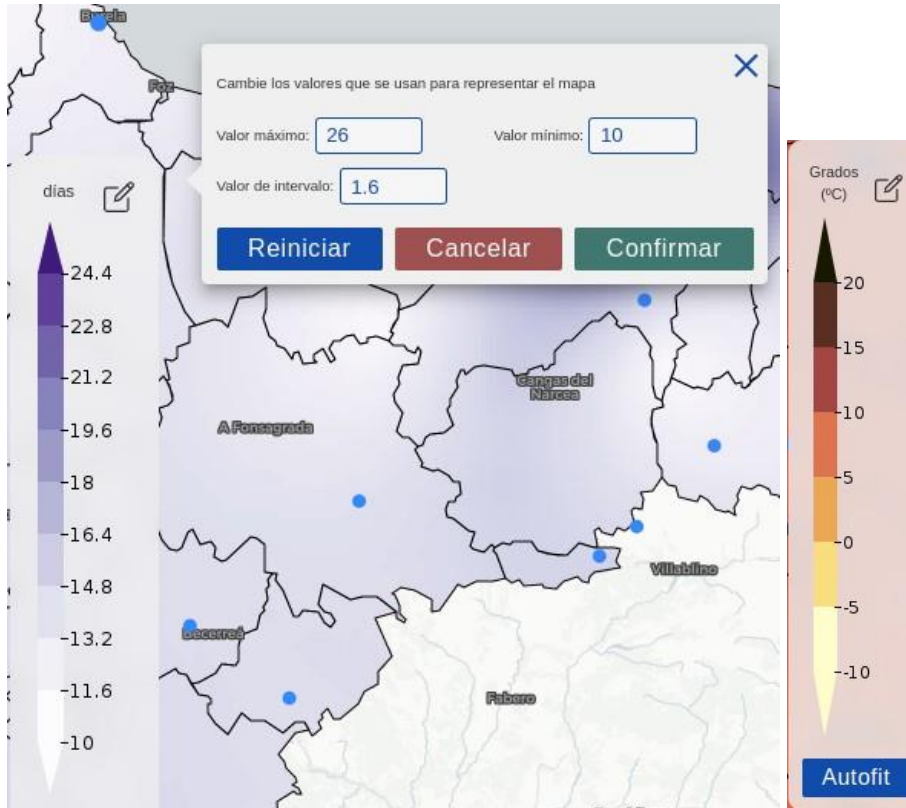 Burela
Foz
Cambie los valores que se usan para representar el mapa
Valor máximo: 26
Valor mínimo: 10
Valor de intervalo: 1.6
Reiniciar
Cancelar
Confirmar
días
24.4
22.8
21.2
19.6
18
16.4
14.8
13.2
11.6
10
Cangas del
Narcea
A Fonsagrada
Villablino
Becerreá
Fabero
Grados
(ºC)
20
15
10
5
0
-5
-10
Autofit